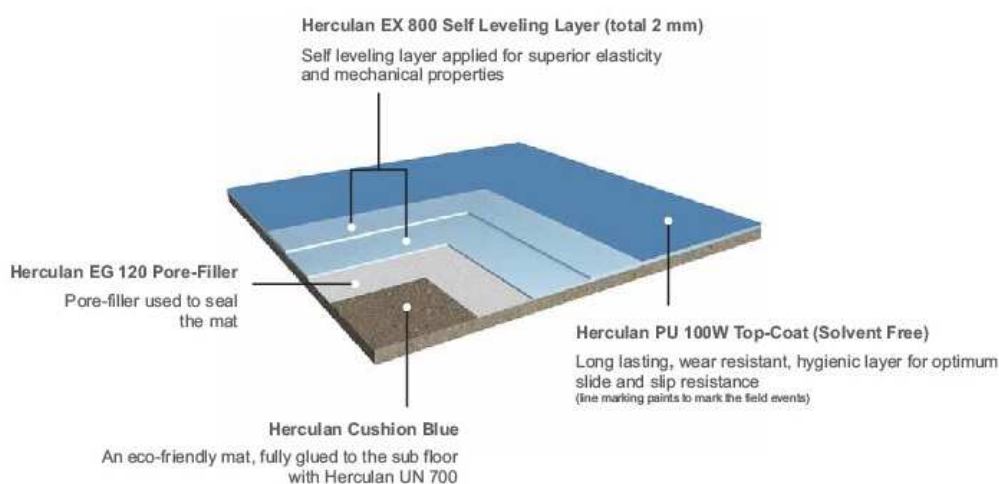 Herculan EX 800 Self Leveling Layer (total 2 mm)
Self leveling layer applied for superior elasticity
and mechanical properties
Herculan EG 120 Pore-Filler
Pore-filler used to seal
the mat
Herculan PU 100W Top-Coat (Solvent Free)
Long lasting, wear resistant, hygienic layer for optimum
slide and slip resistance
(line marking paints to mark the field events)
Herculan Cushion Blue
An eco-friendly mat, fully glued to the sub floor
with Herculan UN 700